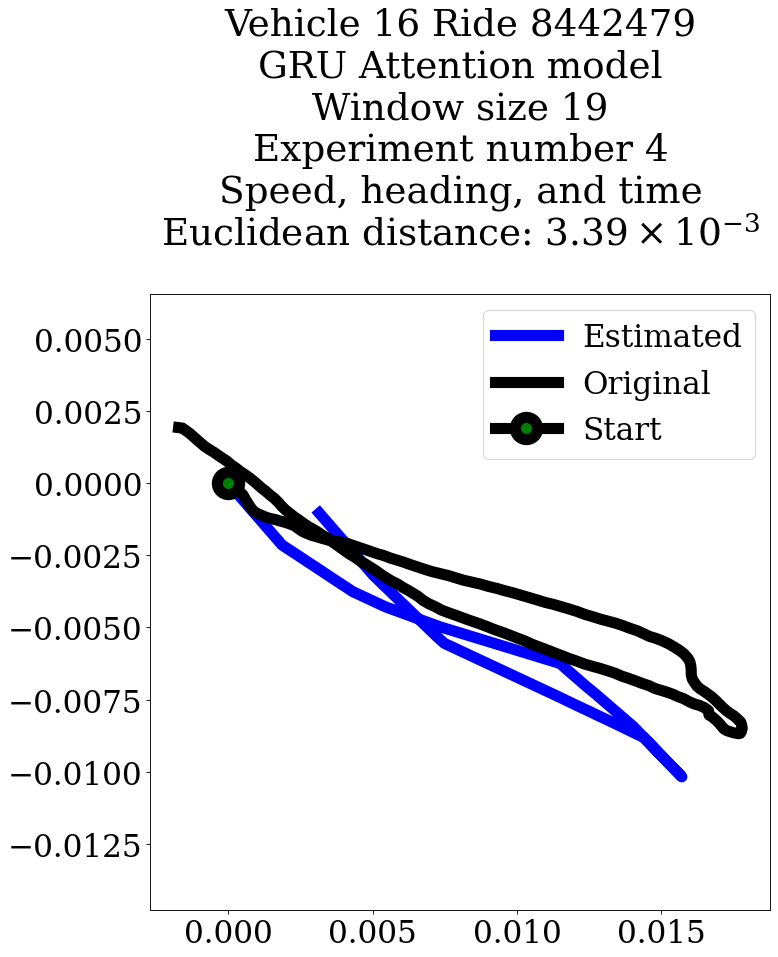 Vehicle 16 Ride 8442479
GRU Attention model
Window size 19
Experiment number 4
Speed, heading, and time
Euclidean distance: 3.39 × 10⁻³
Estimated
Original
Start
0.0050
0.0025
0.0000
−0.0025
−0.0050
−0.0075
−0.0100
−0.0125
0.000 0.005 0.010 0.015